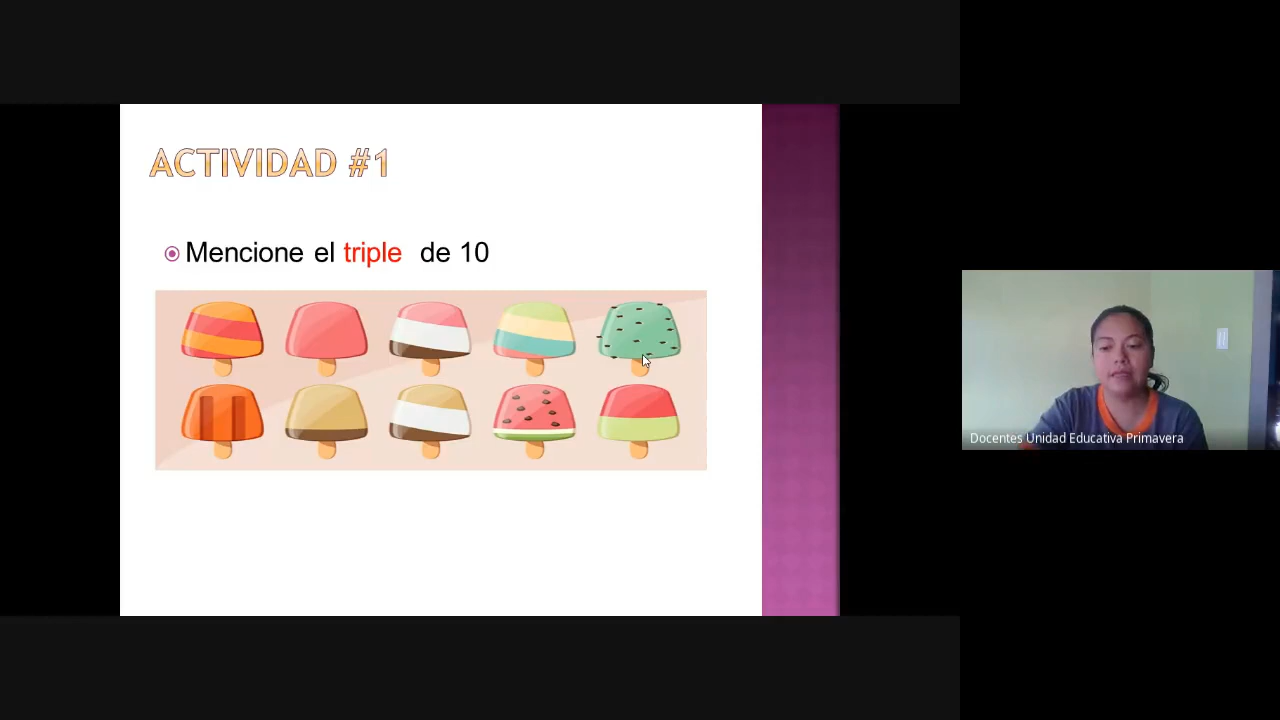 ACTIVIDAD #1
Mencione el triple de 10
Docentes Unidad Educativa Primavera